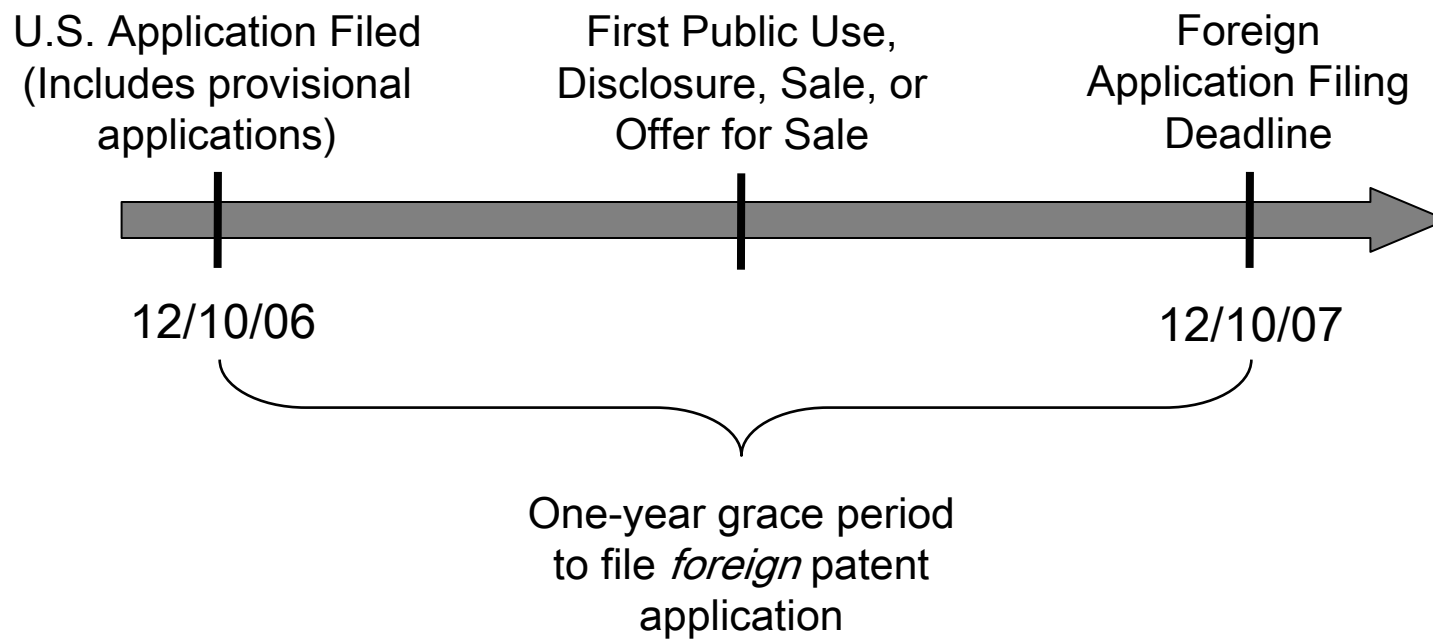 U.S. Application Filed
(Includes provisional
applications)
First Public Use,
Disclosure, Sale, or
Offer for Sale
Foreign
Application Filing
Deadline
12/10/06
12/10/07
One-year grace period
to file foreign patent
application